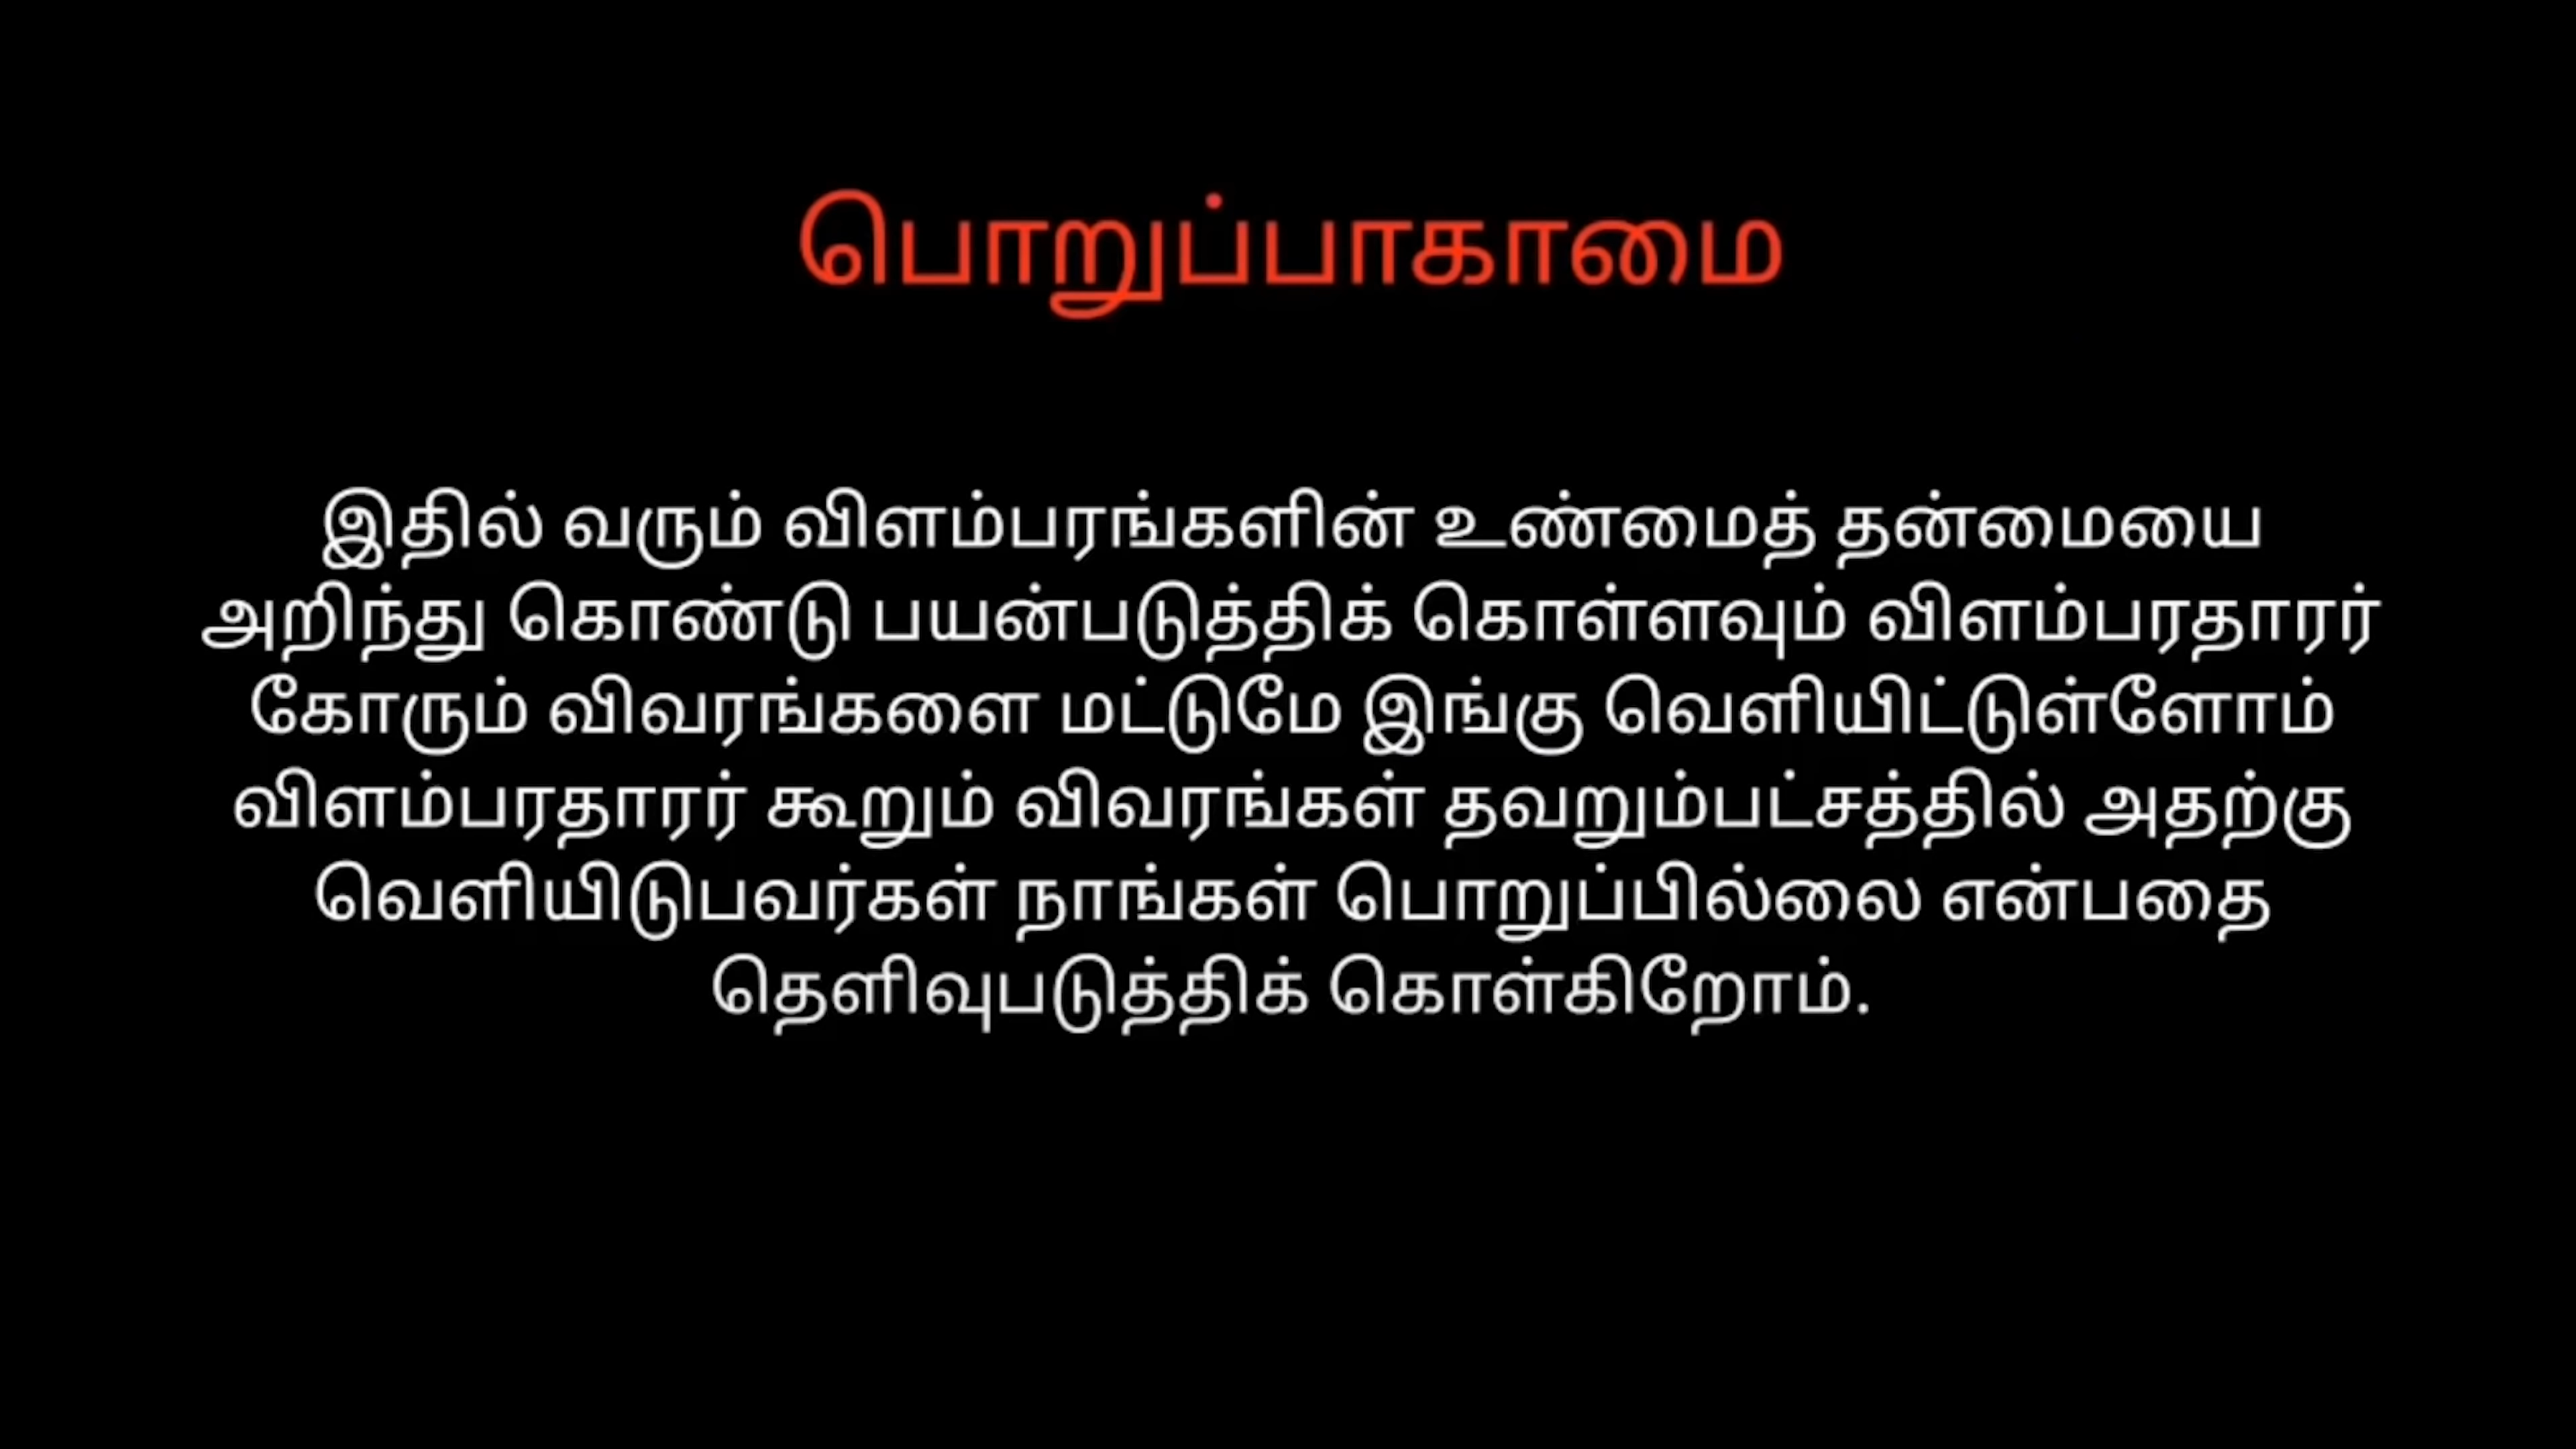 பொறுப்பாகாமை
இதில் வரும் விளம்பரங்களின் உண்மைத் தன்மையை
அறிந்து கொண்டு பயன்படுத்திக் கொள்ளவும் விளம்பரதாரர்
கோரும் விவரங்களை மட்டுமே இங்கு வெளியிட்டுள்ளோம்
விளம்பரதாரர் கூறும் விவரங்கள் தவறும்பட்சத்தில் அதற்கு
வெளியிடுபவர்கள் நாங்கள் பொறுப்பில்லை என்பதை
தெளிவுபடுத்திக் கொள்கிறோம்.